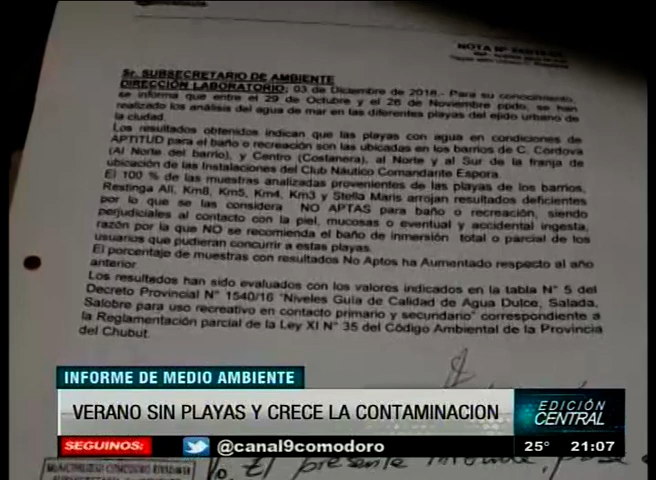 NOTA Nº
Sr. SUBSECRETARIO DE AMBIENTE
DIRECCIÓN LABORATORIO; 03 de Diciembre de 2018.- Para su conocimiento,
se informa que entre el 29 de Octubre y el 26 de Noviembre ppdo, se han
realizado los análisis del agua de mar en las diferentes playas del ejido urbano de
la ciudad.
Los resultados obtenidos indican que las playas con agua en condiciones de
APTITUD para el baño o recreación son las ubicadas en los barrios de C. Córdova
(Al Norte del barrio), y Centro (Costanera), al Norte y al Sur de la franja de
ubicación de las Instalaciones del Club Náutico Comandante Espora.
El 100 % de las muestras analizadas provenientes de las playas de los barrios,
Restinga Ali, Km8, Km5, Km4, Km3 y Stella Maris arrojan resultados deficientes
por lo que se las considera NO APTAS para baño o recreación, siendo
perjudiciales al contacto con la piel, mucosas o eventual y accidental ingesta,
razón por la que NO se recomienda el baño de inmersión total o parcial de los
usuarios que pudieran concurrir a estas playas.
El porcentaje de muestras con resultados No Aptos ha Aumentado respecto al año
anterior.
Los resultados han sido evaluados con los valores indicados en la tabla N° 5 del
Decreto Provincial N° 1540/16 "Niveles Guía de Calidad de Agua Dulce, Salada,
Salobre para uso recreativo en contacto primario y secundario" correspondiente a
la Reglamentación parcial de la Ley XI N° 35 del Código Ambiental de la Provincia
del Chubut.
INFORME DE MEDIO AMBIENTE
VERANO SIN PLAYAS Y CRECE LA CONTAMINACION
EDICIÓN
CENTRAL
SEGUINOS:
@canal9comodoro
25° 21:07
El presente